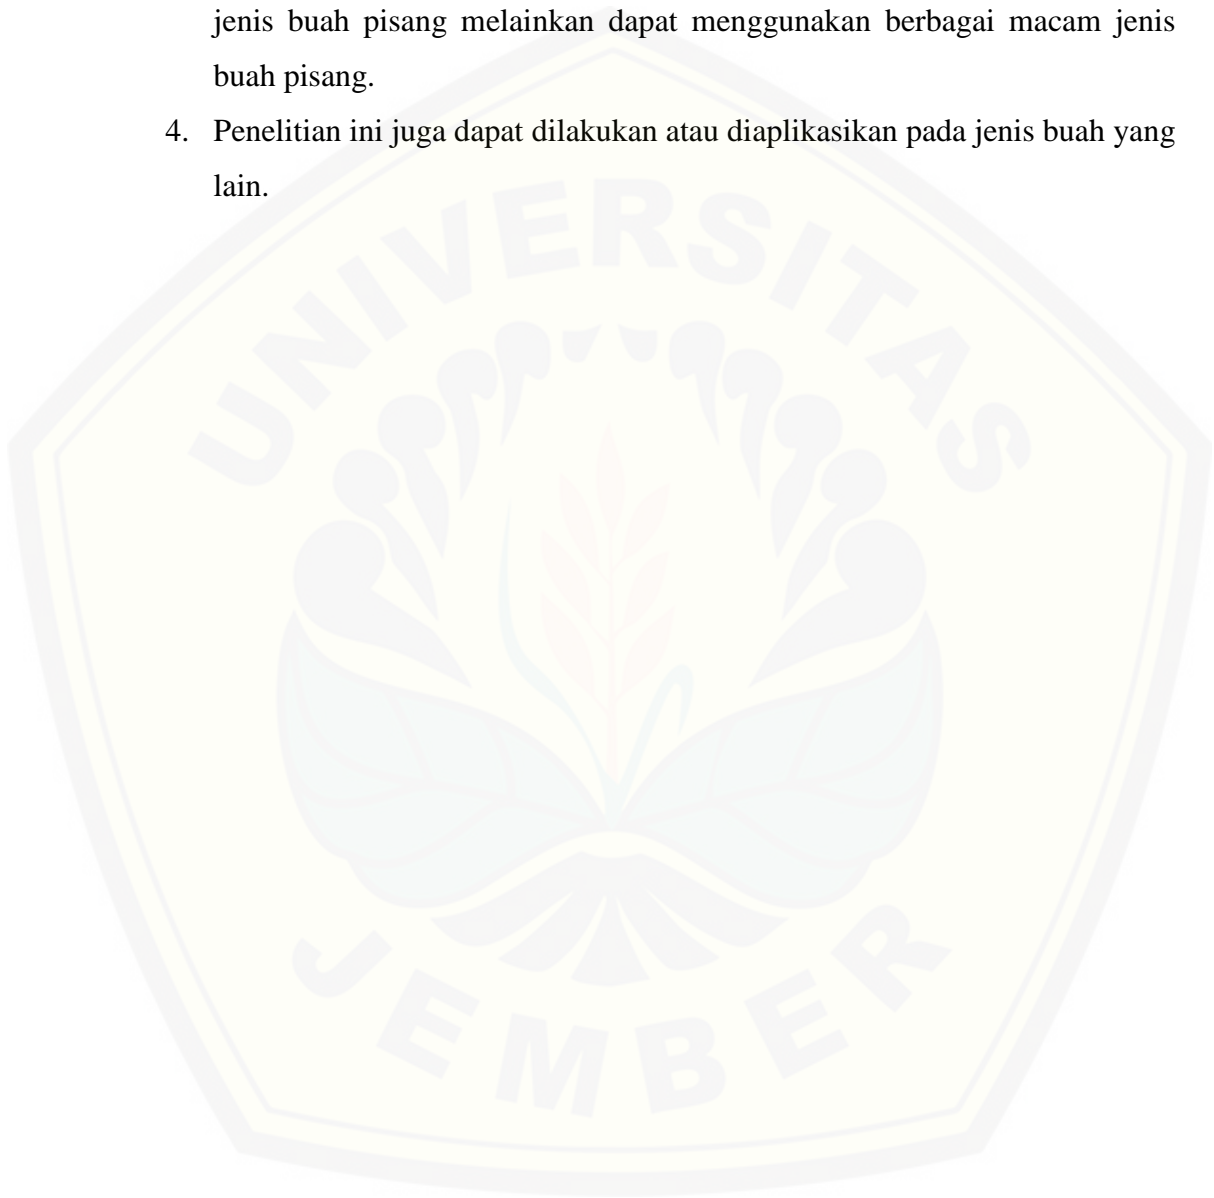 jenis buah pisang melainkan dapat menggunakan berbagai macam jenis
buah pisang.
4. Penelitian ini juga dapat dilakukan atau diaplikasikan pada jenis buah yang
lain.
UNIVERSITAS
JEMBER